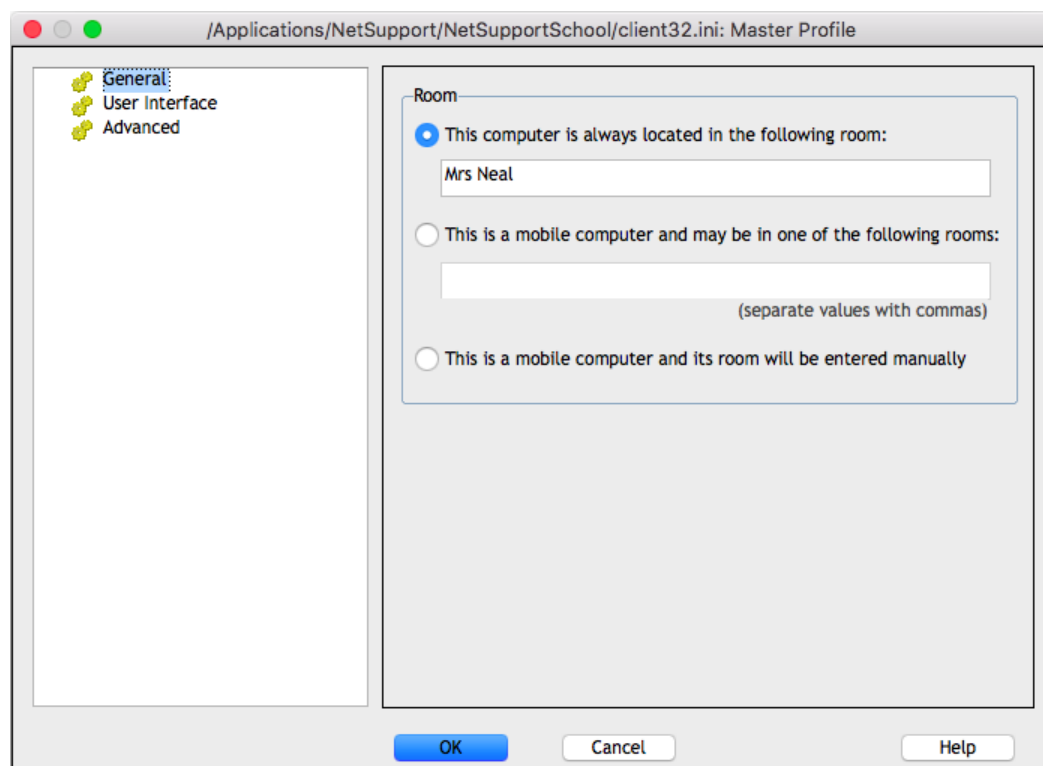 /Applications/NetSupport/NetSupportSchool/client32.ini: Master Profile
General
User Interface
Advanced
Room
This computer is always located in the following room:
Mrs Neal
This is a mobile computer and may be in one of the following rooms:
(separate values with commas)
This is a mobile computer and its room will be entered manually
OK
Cancel
Help